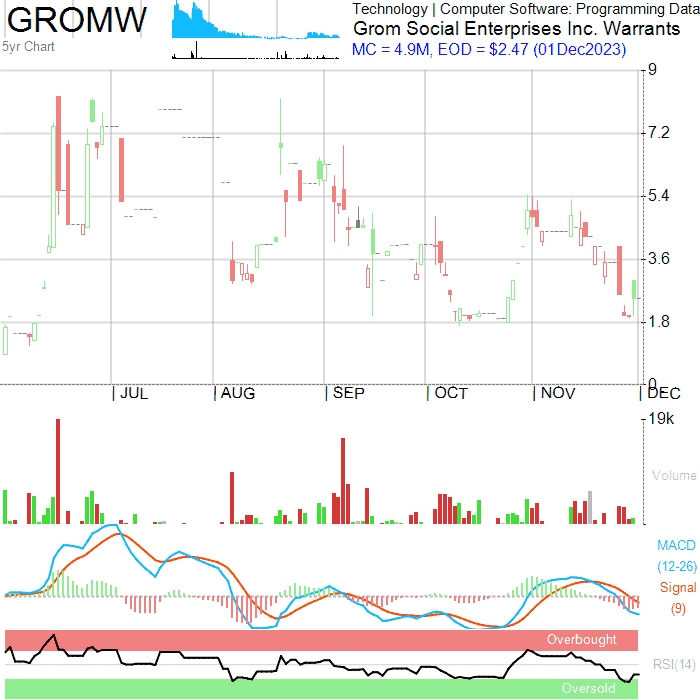 GROMW
5yr Chart
Technology | Computer Software: Programming Data
Grom Social Enterprises Inc. Warrants
MC = 4.9M, EOD = $2.47 (01Dec2023)
9
7.2
5.4
3.6
1.8
0
| JUL | AUG | SEP | OCT | NOV | DEC
19k
Volume
MACD
(12-26)
Signal
(9)
Overbought
RSI(14)
Oversold